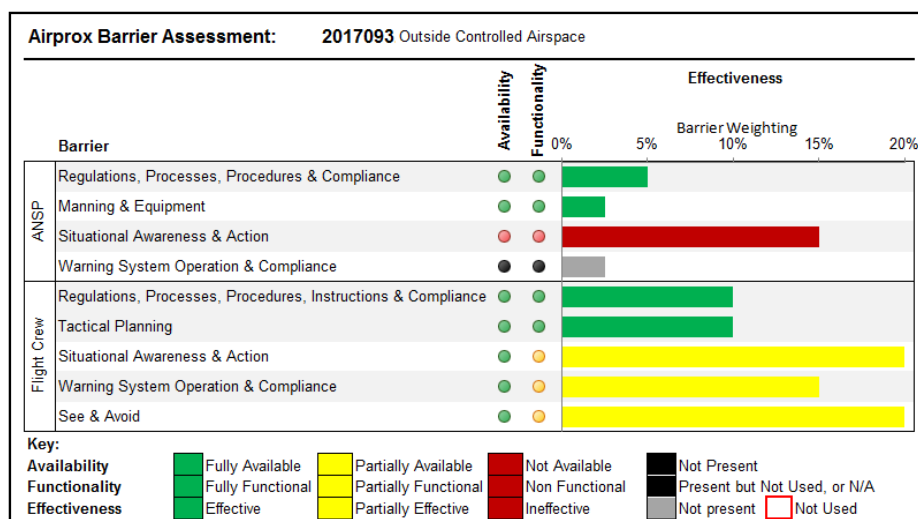 Airprox Barrier Assessment: 2017093 Outside Controlled Airspace
Availability
Functionality
Effectiveness
Barrier
Barrier Weighting
0% 5% 10% 15% 20%
ANSP
Regulations, Processes, Procedures & Compliance
Manning & Equipment
Situational Awareness & Action
Warning System Operation & Compliance
Flight Crew
Regulations, Processes, Procedures, Instructions & Compliance
Tactical Planning
Situational Awareness & Action
Warning System Operation & Compliance
See & Avoid
Key:
Availability Fully Available Partially Available Not Available Not Present
Functionality Fully Functional Partially Functional Non Functional Present but Not Used, or N/A
Effectiveness Effective Partially Effective Ineffective Not present Not Used